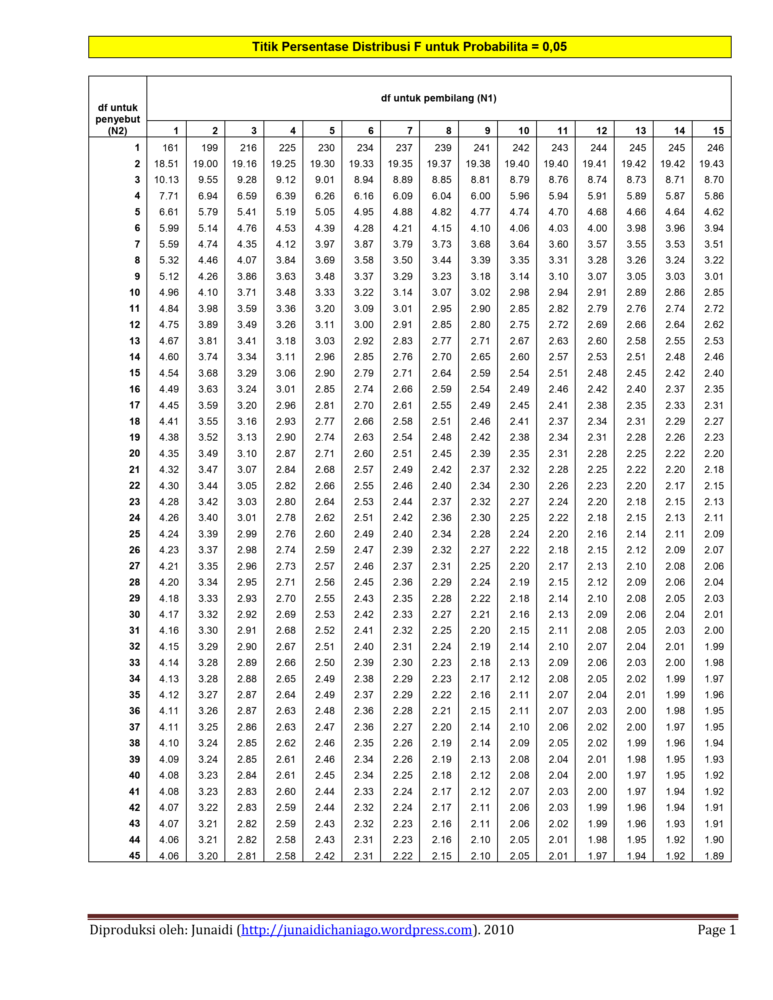 Titik Persentase Distribusi F untuk Probabilita = 0,05
df untuk penyebut (N2)
df untuk pembilang (N1)
1 2 3 4 5 6 7 8 9 10 11 12 13 14 15
1 161 199 216 225 230 234 237 239 241 242 243 244 245 245 246
2 18.51 19.00 19.16 19.25 19.30 19.33 19.35 19.37 19.38 19.40 19.40 19.41 19.42 19.42 19.43
3 10.13 9.55 9.28 9.12 9.01 8.94 8.89 8.85 8.81 8.79 8.76 8.74 8.73 8.71 8.70
4 7.71 6.94 6.59 6.39 6.26 6.16 6.09 6.04 6.00 5.96 5.94 5.91 5.89 5.87 5.86
5 6.61 5.79 5.41 5.19 5.05 4.95 4.88 4.82 4.77 4.74 4.70 4.68 4.66 4.64 4.62
6 5.99 5.14 4.76 4.53 4.39 4.28 4.21 4.15 4.10 4.06 4.03 4.00 3.98 3.96 3.94
7 5.59 4.74 4.35 4.12 3.97 3.87 3.79 3.73 3.68 3.64 3.60 3.57 3.55 3.53 3.51
8 5.32 4.46 4.07 3.84 3.69 3.58 3.50 3.44 3.39 3.35 3.31 3.28 3.26 3.24 3.22
9 5.12 4.26 3.86 3.63 3.48 3.37 3.29 3.23 3.18 3.14 3.10 3.07 3.05 3.03 3.01
10 4.96 4.10 3.71 3.48 3.33 3.22 3.14 3.07 3.02 2.98 2.94 2.91 2.89 2.86 2.85
11 4.84 3.98 3.59 3.36 3.20 3.09 3.01 2.95 2.90 2.85 2.82 2.79 2.76 2.74 2.72
12 4.75 3.89 3.49 3.26 3.11 3.00 2.91 2.85 2.80 2.75 2.72 2.69 2.66 2.64 2.62
13 4.67 3.81 3.41 3.18 3.03 2.92 2.83 2.77 2.71 2.67 2.63 2.60 2.58 2.55 2.53
14 4.60 3.74 3.34 3.11 2.96 2.85 2.76 2.70 2.65 2.60 2.57 2.53 2.51 2.48 2.46
15 4.54 3.68 3.29 3.06 2.90 2.79 2.71 2.64 2.59 2.54 2.51 2.48 2.45 2.42 2.40
16 4.49 3.63 3.24 3.01 2.85 2.74 2.66 2.59 2.54 2.49 2.46 2.42 2.40 2.37 2.35
17 4.45 3.59 3.20 2.96 2.81 2.70 2.61 2.55 2.49 2.45 2.41 2.38 2.35 2.33 2.31
18 4.41 3.55 3.16 2.93 2.77 2.66 2.58 2.51 2.46 2.41 2.37 2.34 2.31 2.29 2.27
19 4.38 3.52 3.13 2.90 2.74 2.63 2.54 2.48 2.42 2.38 2.34 2.31 2.28 2.26 2.23
20 4.35 3.49 3.10 2.87 2.71 2.60 2.51 2.45 2.39 2.35 2.31 2.28 2.25 2.22 2.20
21 4.32 3.47 3.07 2.84 2.68 2.57 2.49 2.42 2.37 2.32 2.28 2.25 2.22 2.20 2.18
22 4.30 3.44 3.05 2.82 2.66 2.55 2.46 2.40 2.34 2.30 2.26 2.23 2.20 2.17 2.15
23 4.28 3.42 3.03 2.80 2.64 2.53 2.44 2.37 2.32 2.27 2.24 2.20 2.18 2.15 2.13
24 4.26 3.40 3.01 2.78 2.62 2.51 2.42 2.36 2.30 2.25 2.22 2.18 2.15 2.13 2.11
25 4.24 3.39 2.99 2.76 2.60 2.49 2.40 2.34 2.28 2.24 2.20 2.16 2.14 2.11 2.09
26 4.23 3.37 2.98 2.74 2.59 2.47 2.39 2.32 2.27 2.22 2.18 2.15 2.12 2.09 2.07
27 4.21 3.35 2.96 2.73 2.57 2.46 2.37 2.31 2.25 2.20 2.17 2.13 2.10 2.08 2.06
28 4.20 3.34 2.95 2.71 2.56 2.45 2.36 2.29 2.24 2.19 2.15 2.12 2.09 2.06 2.04
29 4.18 3.33 2.93 2.70 2.55 2.43 2.35 2.28 2.22 2.18 2.14 2.10 2.08 2.05 2.03
30 4.17 3.32 2.92 2.69 2.53 2.42 2.33 2.27 2.21 2.16 2.13 2.09 2.06 2.04 2.01
31 4.16 3.30 2.91 2.68 2.52 2.41 2.32 2.25 2.20 2.15 2.11 2.08 2.05 2.03 2.00
32 4.15 3.29 2.90 2.67 2.51 2.40 2.31 2.24 2.19 2.14 2.10 2.07 2.04 2.01 1.99
33 4.14 3.28 2.89 2.66 2.50 2.39 2.30 2.23 2.18 2.13 2.09 2.06 2.03 2.00 1.98
34 4.13 3.28 2.88 2.65 2.49 2.38 2.29 2.23 2.17 2.12 2.08 2.05 2.02 1.99 1.97
35 4.12 3.27 2.87 2.64 2.49 2.37 2.29 2.22 2.16 2.11 2.07 2.04 2.01 1.99 1.96
36 4.11 3.26 2.87 2.63 2.48 2.36 2.28 2.21 2.15 2.11 2.07 2.03 2.00 1.98 1.95
37 4.11 3.25 2.86 2.63 2.47 2.36 2.27 2.20 2.14 2.10 2.06 2.02 2.00 1.97 1.95
38 4.10 3.24 2.85 2.62 2.46 2.35 2.26 2.19 2.14 2.09 2.05 2.02 1.99 1.96 1.94
39 4.09 3.24 2.85 2.61 2.46 2.34 2.26 2.19 2.13 2.08 2.04 2.01 1.98 1.95 1.93
40 4.08 3.23 2.84 2.61 2.45 2.34 2.25 2.18 2.12 2.08 2.04 2.00 1.97 1.95 1.92
41 4.08 3.23 2.83 2.60 2.44 2.33 2.24 2.17 2.12 2.07 2.03 2.00 1.97 1.94 1.92
42 4.07 3.22 2.83 2.59 2.44 2.32 2.24 2.17 2.11 2.06 2.03 1.99 1.96 1.94 1.91
43 4.07 3.21 2.82 2.59 2.43 2.32 2.23 2.16 2.11 2.06 2.02 1.99 1.96 1.93 1.91
44 4.06 3.21 2.82 2.58 2.43 2.31 2.23 2.16 2.10 2.05 2.01 1.98 1.95 1.92 1.90
45 4.06 3.20 2.81 2.58 2.42 2.31 2.22 2.15 2.10 2.05 2.01 1.97 1.94 1.92 1.89
Diproduksi oleh: Junaidi (http://junaidichaniago.wordpress.com). 2010 Page 1